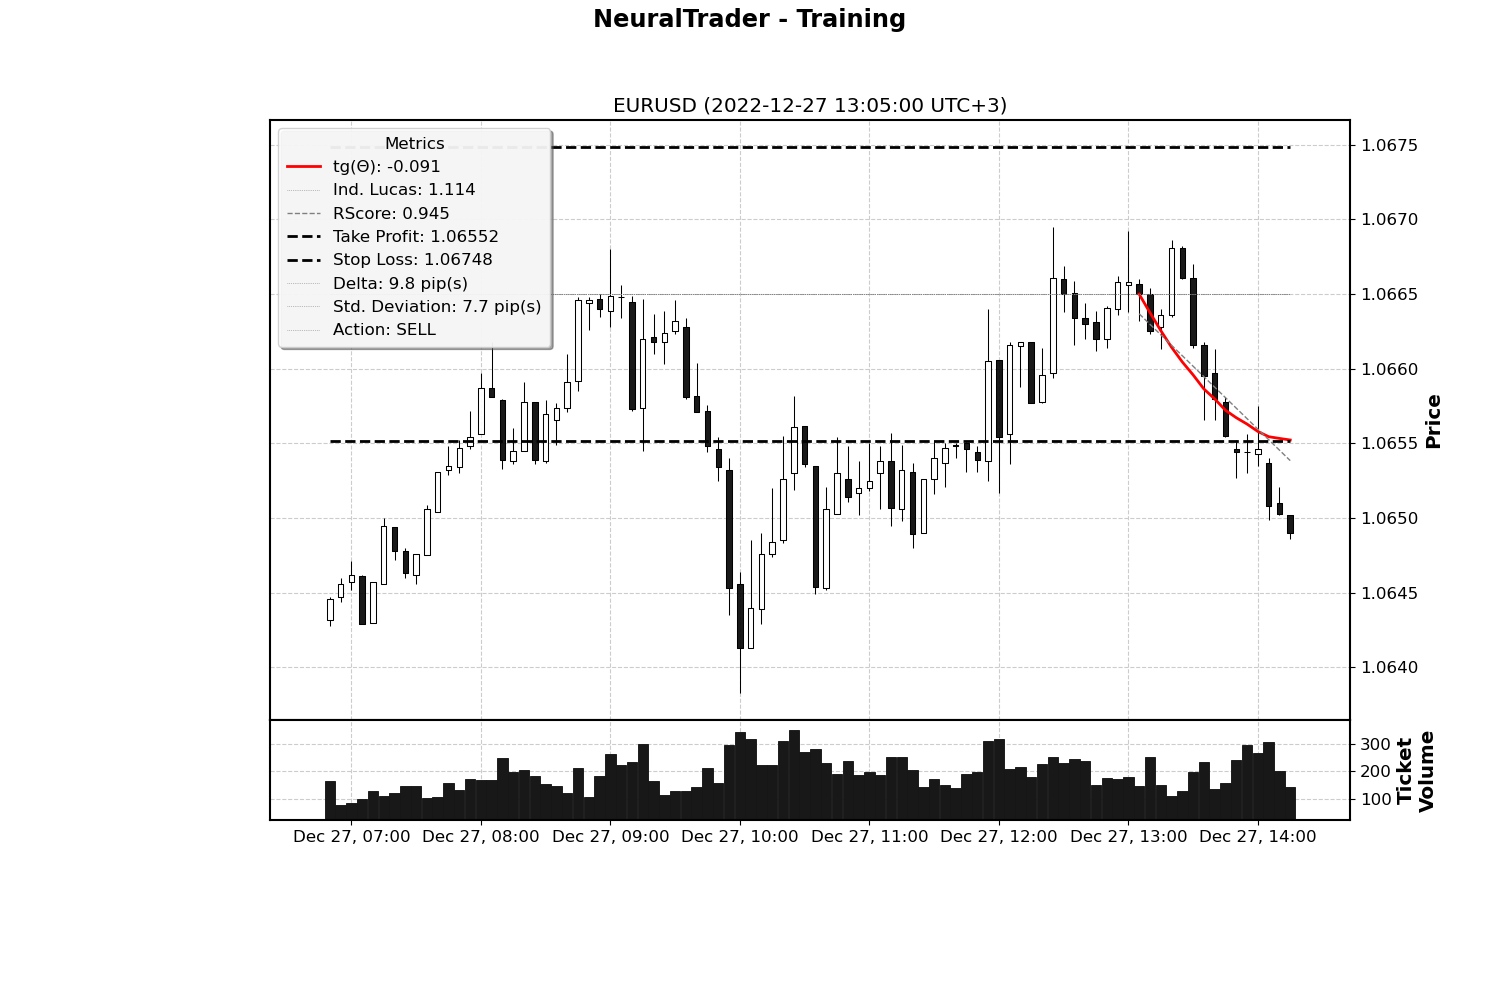 NeuralTrader - Training
EURUSD (2022-12-27 13:05:00 UTC+3)
Metrics
tg(Θ): -0.091
Ind. Lucas: 1.114
RScore: 0.945
Take Profit: 1.06552
Stop Loss: 1.06748
Delta: 9.8 pip(s)
Std. Deviation: 7.7 pip(s)
Action: SELL
1.0675
1.0670
1.0665
1.0660
1.0655
1.0650
1.0645
1.0640
Price
300
200
100
Ticket
Volume
Dec 27, 07:00 Dec 27, 08:00 Dec 27, 09:00 Dec 27, 10:00 Dec 27, 11:00 Dec 27, 12:00 Dec 27, 13:00 Dec 27, 14:00